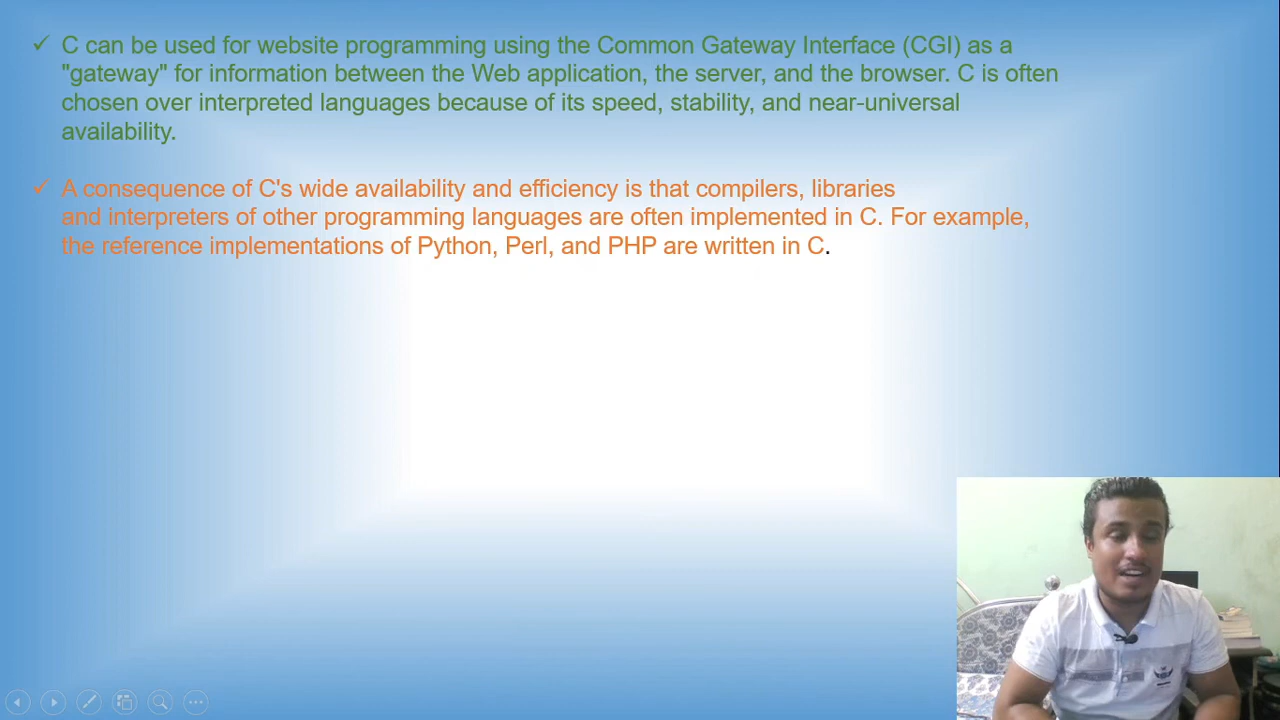 C can be used for website programming using the Common Gateway Interface (CGI) as a
"gateway" for information between the Web application, the server, and the browser. C is often
chosen over interpreted languages because of its speed, stability, and near-universal
availability.
A consequence of C's wide availability and efficiency is that compilers, libraries
and interpreters of other programming languages are often implemented in C. For example,
the reference implementations of Python, Perl, and PHP are written in C.